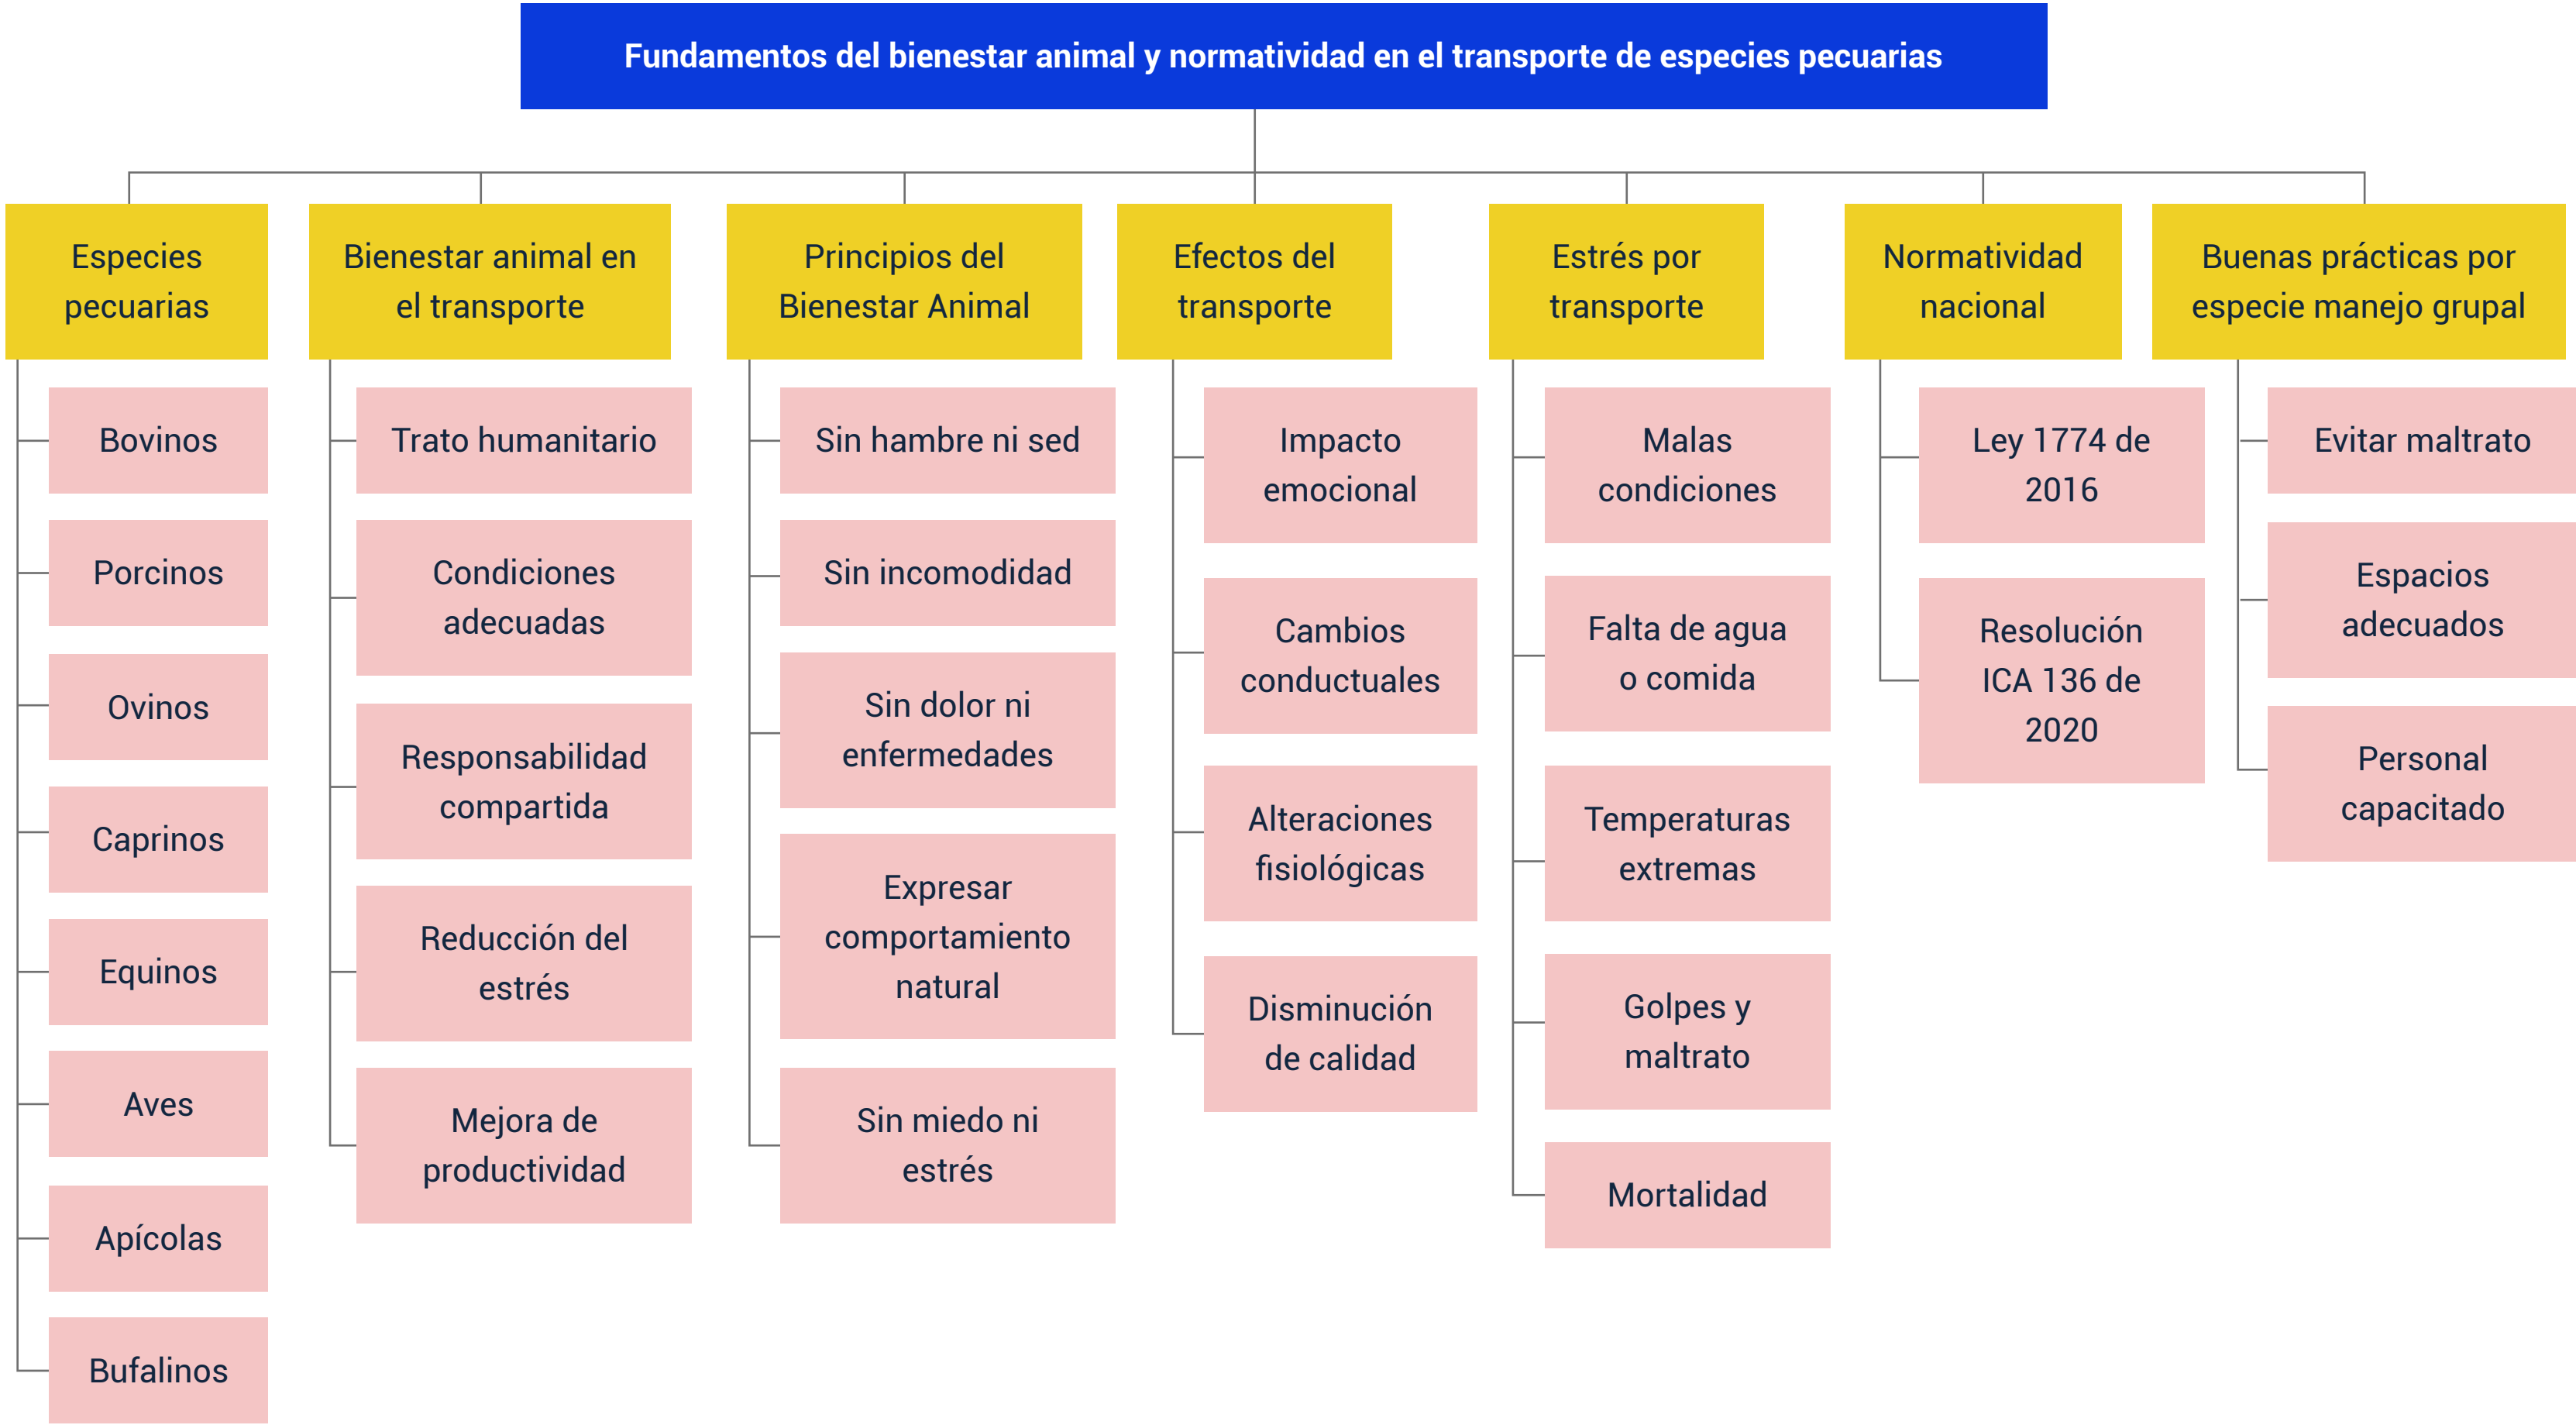 Fundamentos del bienestar animal y normatividad en el transporte de especies pecuarias
Especies
pecuarias
Bovinos
Porcinos
Ovinos
Caprinos
Equinos
Aves
Apícolas
Bufalinos
Bienestar animal en
el transporte
Trato humanitario
Condiciones
adecuadas
Responsabilidad
compartida
Reducción del
estrés
Mejora de
productividad
Principios del
Bienestar Animal
Sin hambre ni sed
Sin incomodidad
Sin dolor ni
enfermedades
Expresar
comportamiento
natural
Sin miedo ni
estrés
Efectos del
transporte
Impacto
emocional
Cambios
conductuales
Alteraciones
fisiológicas
Disminución
de calidad
Estrés por
transporte
Malas
condiciones
Falta de agua
o comida
Temperaturas
extremas
Golpes y
maltrato
Mortalidad
Normatividad
nacional
Ley 1774 de
2016
Resolución
ICA 136 de
2020
Buenas prácticas por
especie manejo grupal
Evitar maltrato
Espacios
adecuados
Personal
capacitado